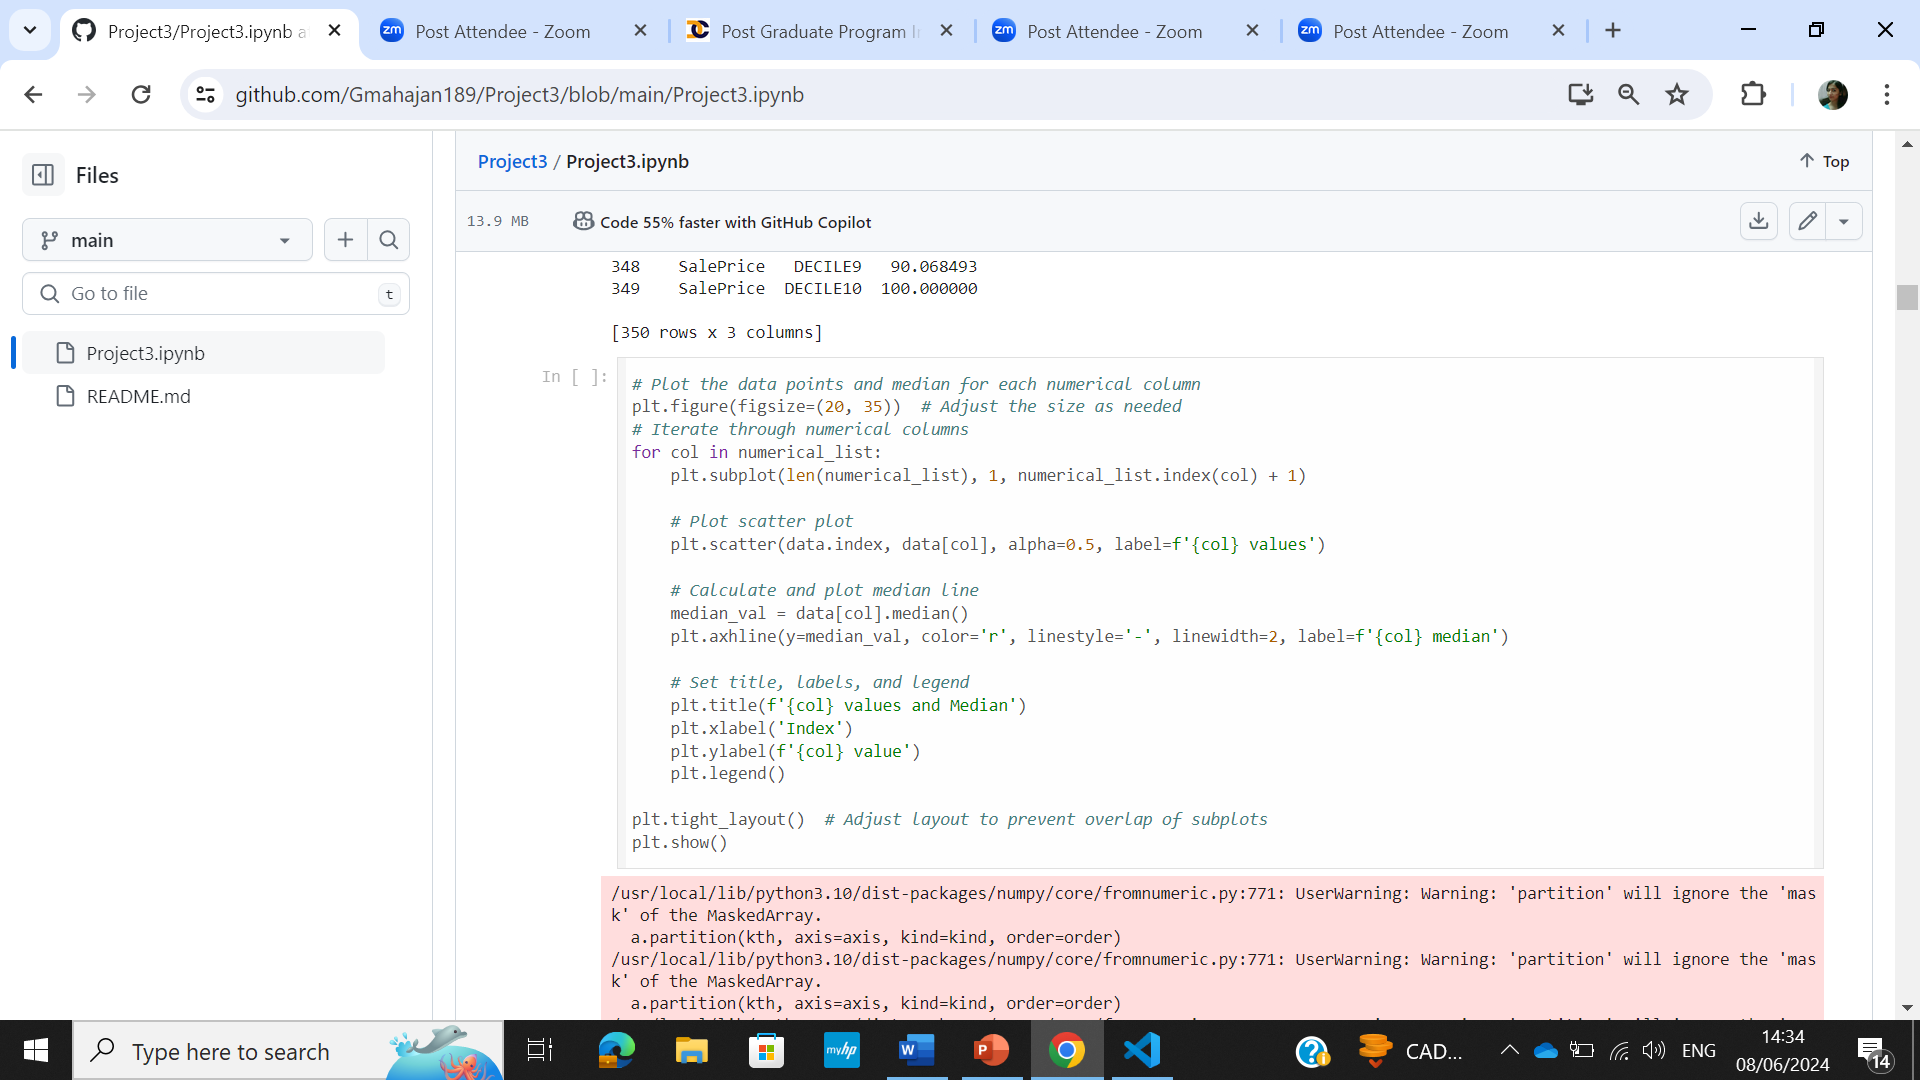 Project3/Project3.ipynb a
Post Attendee - Zoom
Post Graduate Program I
Post Attendee - Zoom
Post Attendee - Zoom
github.com/Gmahajan189/Project3/blob/main/Project3.ipynb
Files
main
Go to file
t
Project3.ipynb
README.md
Project3 / Project3.ipynb
Top
13.9 MB
Code 55% faster with GitHub Copilot
348 SalePrice DECILE9 90.068493
349 SalePrice DECILE10 100.000000
[350 rows x 3 columns]
In [ ]:
# Plot the data points and median for each numerical column
plt.figure(figsize=(20, 35))  # Adjust the size as needed
# Iterate through numerical columns
for col in numerical_list:
    plt.subplot(len(numerical_list), 1, numerical_list.index(col) + 1)
    # Plot scatter plot
    plt.scatter(data.index, data[col], alpha=0.5, label=f'{col} values')
    # Calculate and plot median line
    median_val = data[col].median()
    plt.axhline(y=median_val, color='r', linestyle='-', linewidth=2, label=f'{col} median')
    # Set title, labels, and legend
    plt.title(f'{col} values and Median')
    plt.xlabel('Index')
    plt.ylabel(f'{col} value')
    plt.legend()
plt.tight_layout()  # Adjust layout to prevent overlap of subplots
plt.show()
/usr/local/lib/python3.10/dist-packages/numpy/core/fromnumeric.py:771: UserWarning: Warning: 'partition' will ignore the 'mas
k' of the MaskedArray.
  a.partition(kth, axis=axis, kind=kind, order=order)
/usr/local/lib/python3.10/dist-packages/numpy/core/fromnumeric.py:771: UserWarning: Warning: 'partition' will ignore the 'mas
k' of the MaskedArray.
  a.partition(kth, axis=axis, kind=kind, order=order)
Type here to search
myhp
CAD...
ENG
14:34
08/06/2024
14